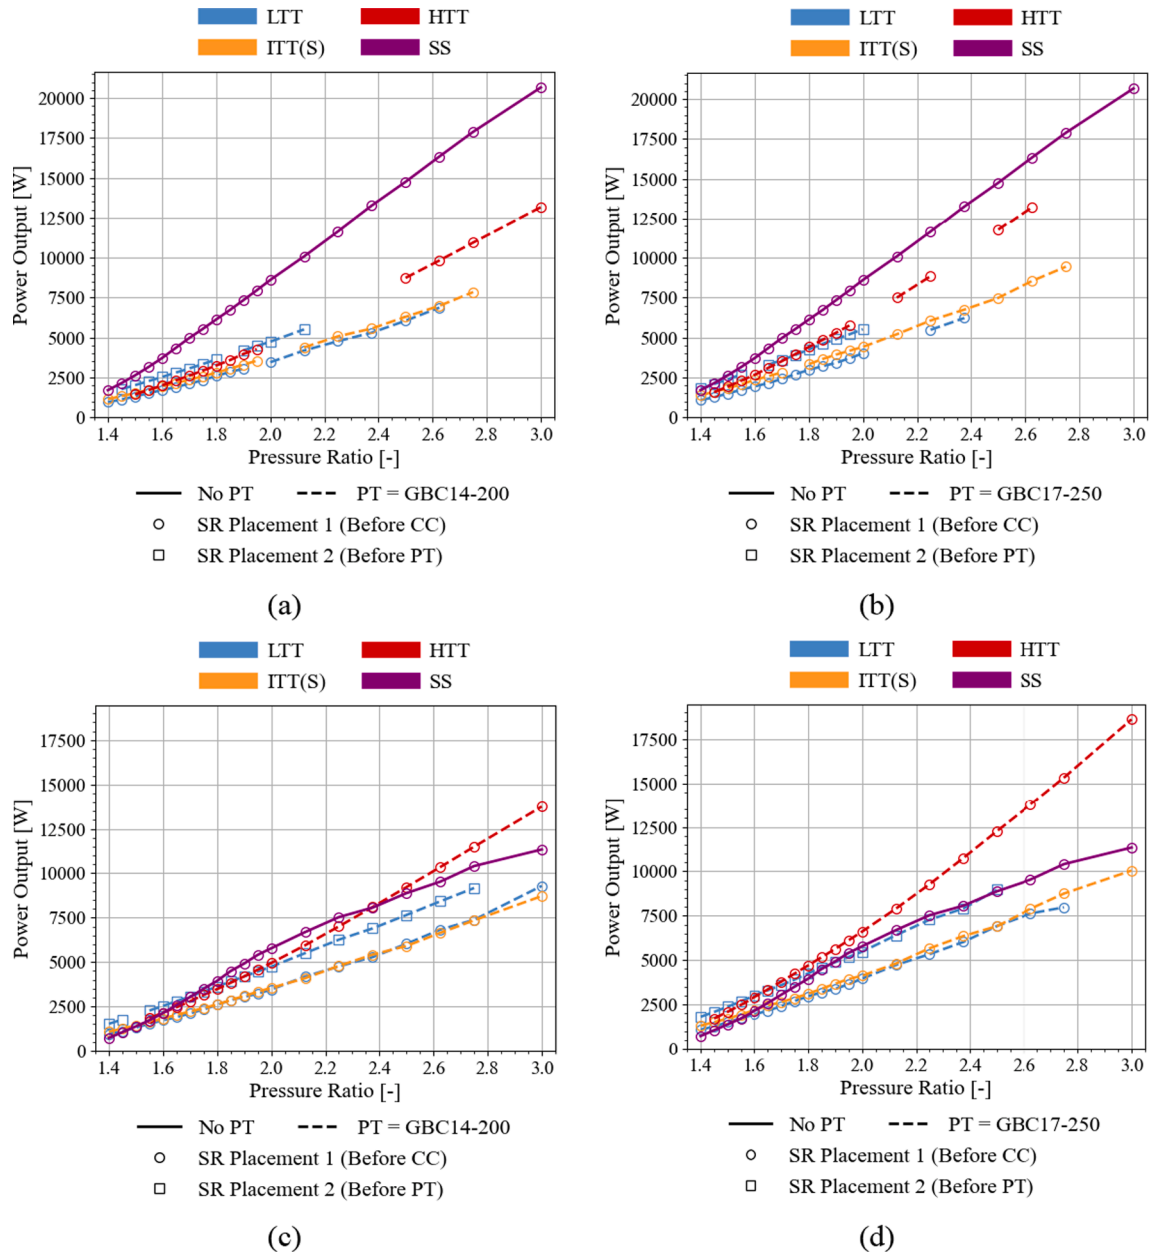 LTT HTT
ITT(S) SS
Power Output [W]
20000
17500
15000
12500
10000
7500
5000
2500
0
1.4 1.6 1.8 2.0 2.2 2.4 2.6 2.8 3.0
Pressure Ratio [-]
No PT PT = GBC14-200
SR Placement 1 (Before CC)
SR Placement 2 (Before PT)
(a)
LTT HTT
ITT(S) SS
Power Output [W]
20000
17500
15000
12500
10000
7500
5000
2500
0
1.4 1.6 1.8 2.0 2.2 2.4 2.6 2.8 3.0
Pressure Ratio [-]
No PT PT = GBC17-250
SR Placement 1 (Before CC)
SR Placement 2 (Before PT)
(b)
LTT HTT
ITT(S) SS
Power Output [W]
17500
15000
12500
10000
7500
5000
2500
0
1.4 1.6 1.8 2.0 2.2 2.4 2.6 2.8 3.0
Pressure Ratio [-]
No PT PT = GBC14-200
SR Placement 1 (Before CC)
SR Placement 2 (Before PT)
(c)
LTT HTT
ITT(S) SS
Power Output [W]
17500
15000
12500
10000
7500
5000
2500
0
1.4 1.6 1.8 2.0 2.2 2.4 2.6 2.8 3.0
Pressure Ratio [-]
No PT PT = GBC17-250
SR Placement 1 (Before CC)
SR Placement 2 (Before PT)
(d)